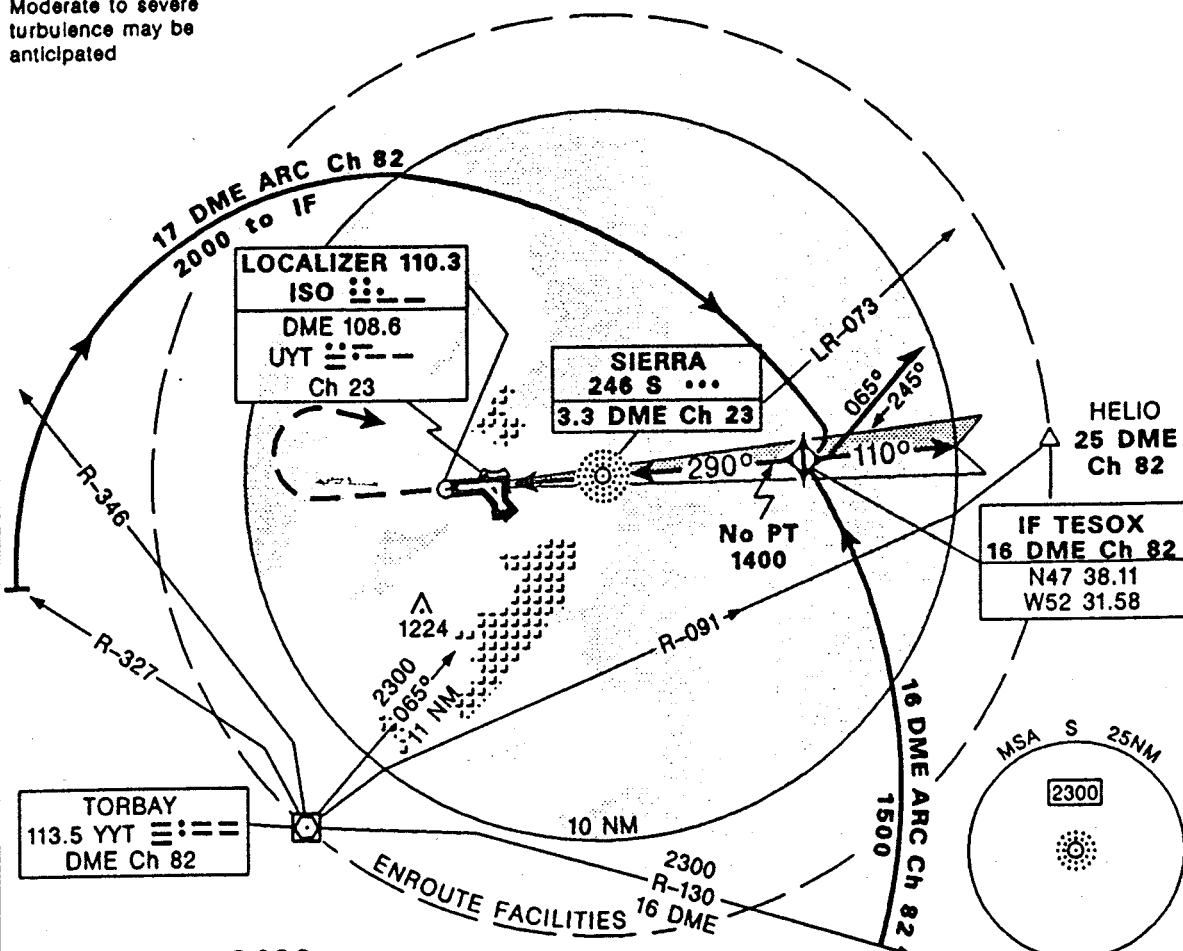 Moderate to severe
turbulence may be
anticipated
17 DME ARC Ch 82
2000 to IF
LOCALIZER 110.3
ISO
DME 108.6
UYT
Ch 23
SIERRA
246 S
3.3 DME Ch 23
LR-073
065°
245°
HELIO
25 DME
Ch 82
290°
110°
No PT
1400
IF TESOX
16 DME Ch 82
N47 38.11
W52 31.58
R-346
R-327
1224
2300
065°
11 NM
R-091
16 DME ARC Ch 82
1500
MSA S 25NM
2300
TORBAY
113.5 YYT
DME Ch 82
10 NM
ENROUTE FACILITIES
2300
R-130
16 DME